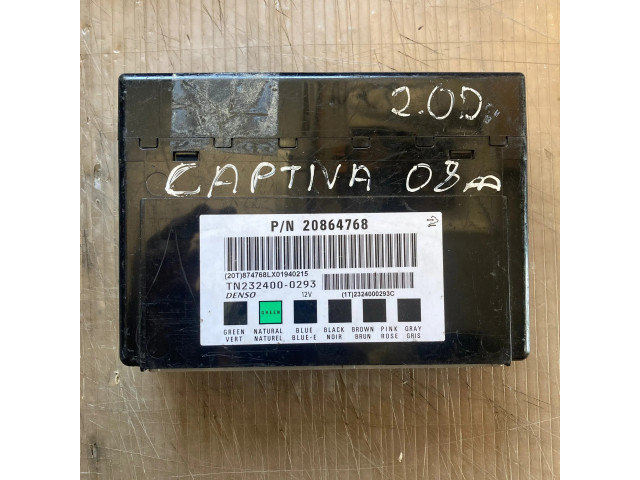 2.0D
CAPTIVA 08
P/N 20864768
(20T)874768LX01940215
TN232400-0293
DENSO 12V (1T)2324000293C
GREEN
GREEN NATURAL BLUE BLACK BROWN PINK GRAY
VERT NATUREL BLUE-E NOIR BRUN ROSE GRIS